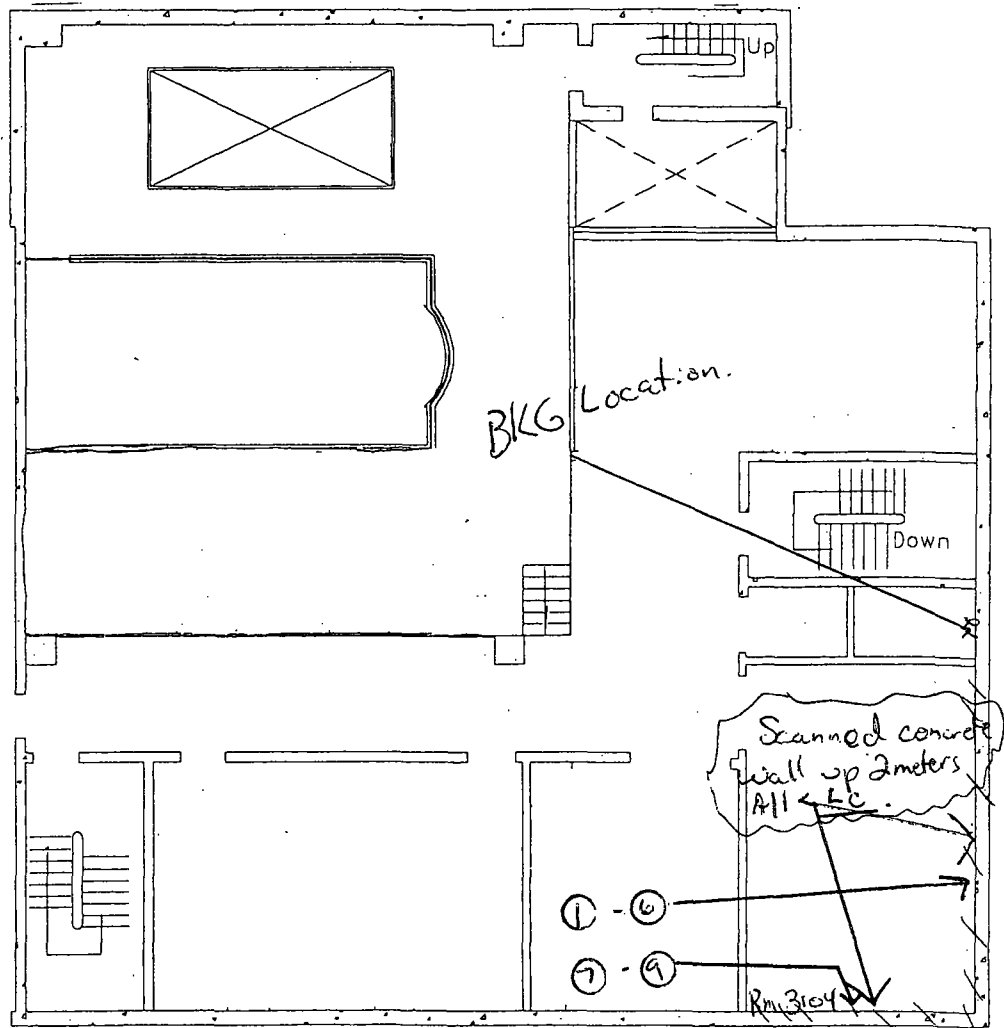 Up
BKG Location.
Down
Scanned concrete
wall up 2meters
All < Lc.
① - ⑥
⑦ - ⑨
Rm 3104